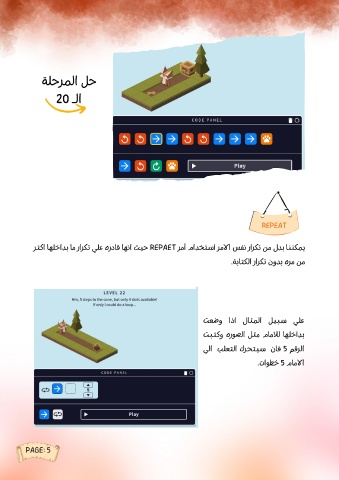 حل المرحلة
الـ 20
CODE PANEL
Play
REPEAT
يمكننا بدل من تكرار نفس الامر استخدام أمر REPAET حيث انها قادره علي تكرار ما بداخلها اكثر
من مره بدون تكرار الكتابة.
LEVEL 22
Hm, 5 steps to the cave, but only 5 slots available!
If only I could do a loop...
CODE PANEL
5
Play
علي سبيل المثال اذا وضعت
بداخلها للامام مثل الصوره وكتبت
الرقم 5 فان سيتحرك الثعلب الي
الامام 5 خطوات.
PAGE: 5